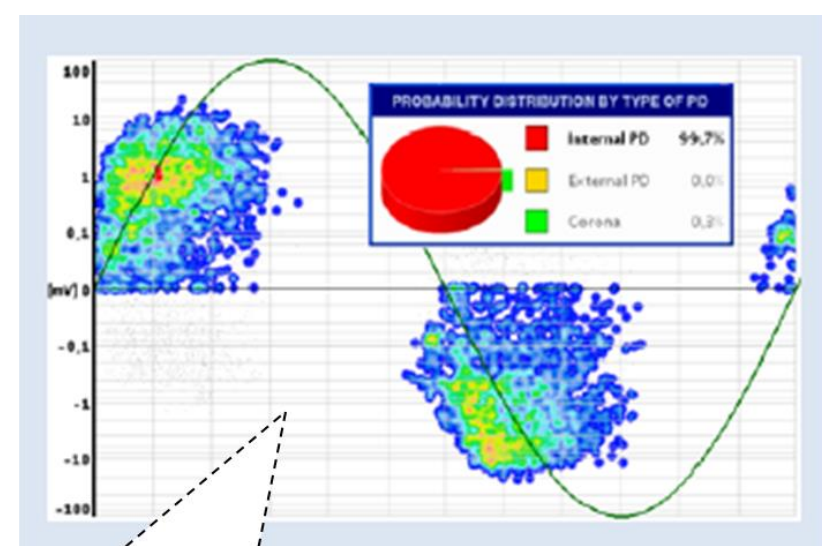 100
10
1
0,1
[mV] 0
-0,1
-1
-10
-100
PROBABILITY DISTRIBUTION BY TYPE OF PD
Internal PD 99,7%
External PD 0,0%
Corona 0,3%